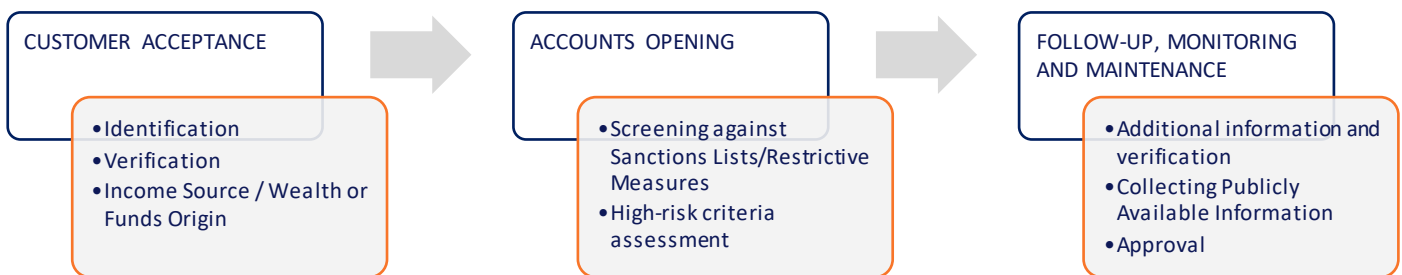 CUSTOMER ACCEPTANCE
•Identification
•Verification
•Income Source / Wealth or
Funds Origin
ACCOUNTS OPENING
•Screening against
Sanctions Lists/Restrictive
Measures
•High-risk criteria
assessment
FOLLOW-UP, MONITORING
AND MAINTENANCE
•Additional information and
verification
•Collecting Publicly
Available Information
•Approval